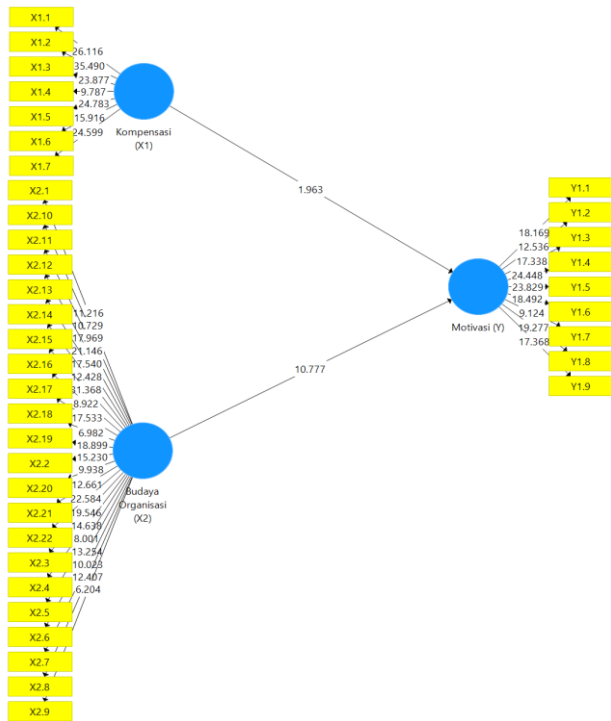 X1.1
X1.2
X1.3
X1.4
X1.5
X1.6
X1.7
26.116
35.490
23.877
9.787
24.783
15.916
24.599
Kompensasi
(X1)
1.963
X2.1
X2.10
X2.11
X2.12
X2.13
X2.14
X2.15
X2.16
X2.17
X2.18
X2.19
X2.2
X2.20
X2.21
X2.22
X2.3
X2.4
X2.5
X2.6
X2.7
X2.8
X2.9
11.216
10.729
17.969
21.146
17.540
12.428
8.922
17.533
6.982
18.899
15.230
9.938
12.661
22.584
19.546
14.638
8.001
13.254
10.023
12.407
6.204
Budaya
Organisasi
(X2)
10.777
Y1.1
Y1.2
Y1.3
Y1.4
Y1.5
Y1.6
Y1.7
Y1.8
Y1.9
18.169
12.536
17.338
24.448
23.829
18.492
9.124
19.277
17.368
Motivasi (Y)